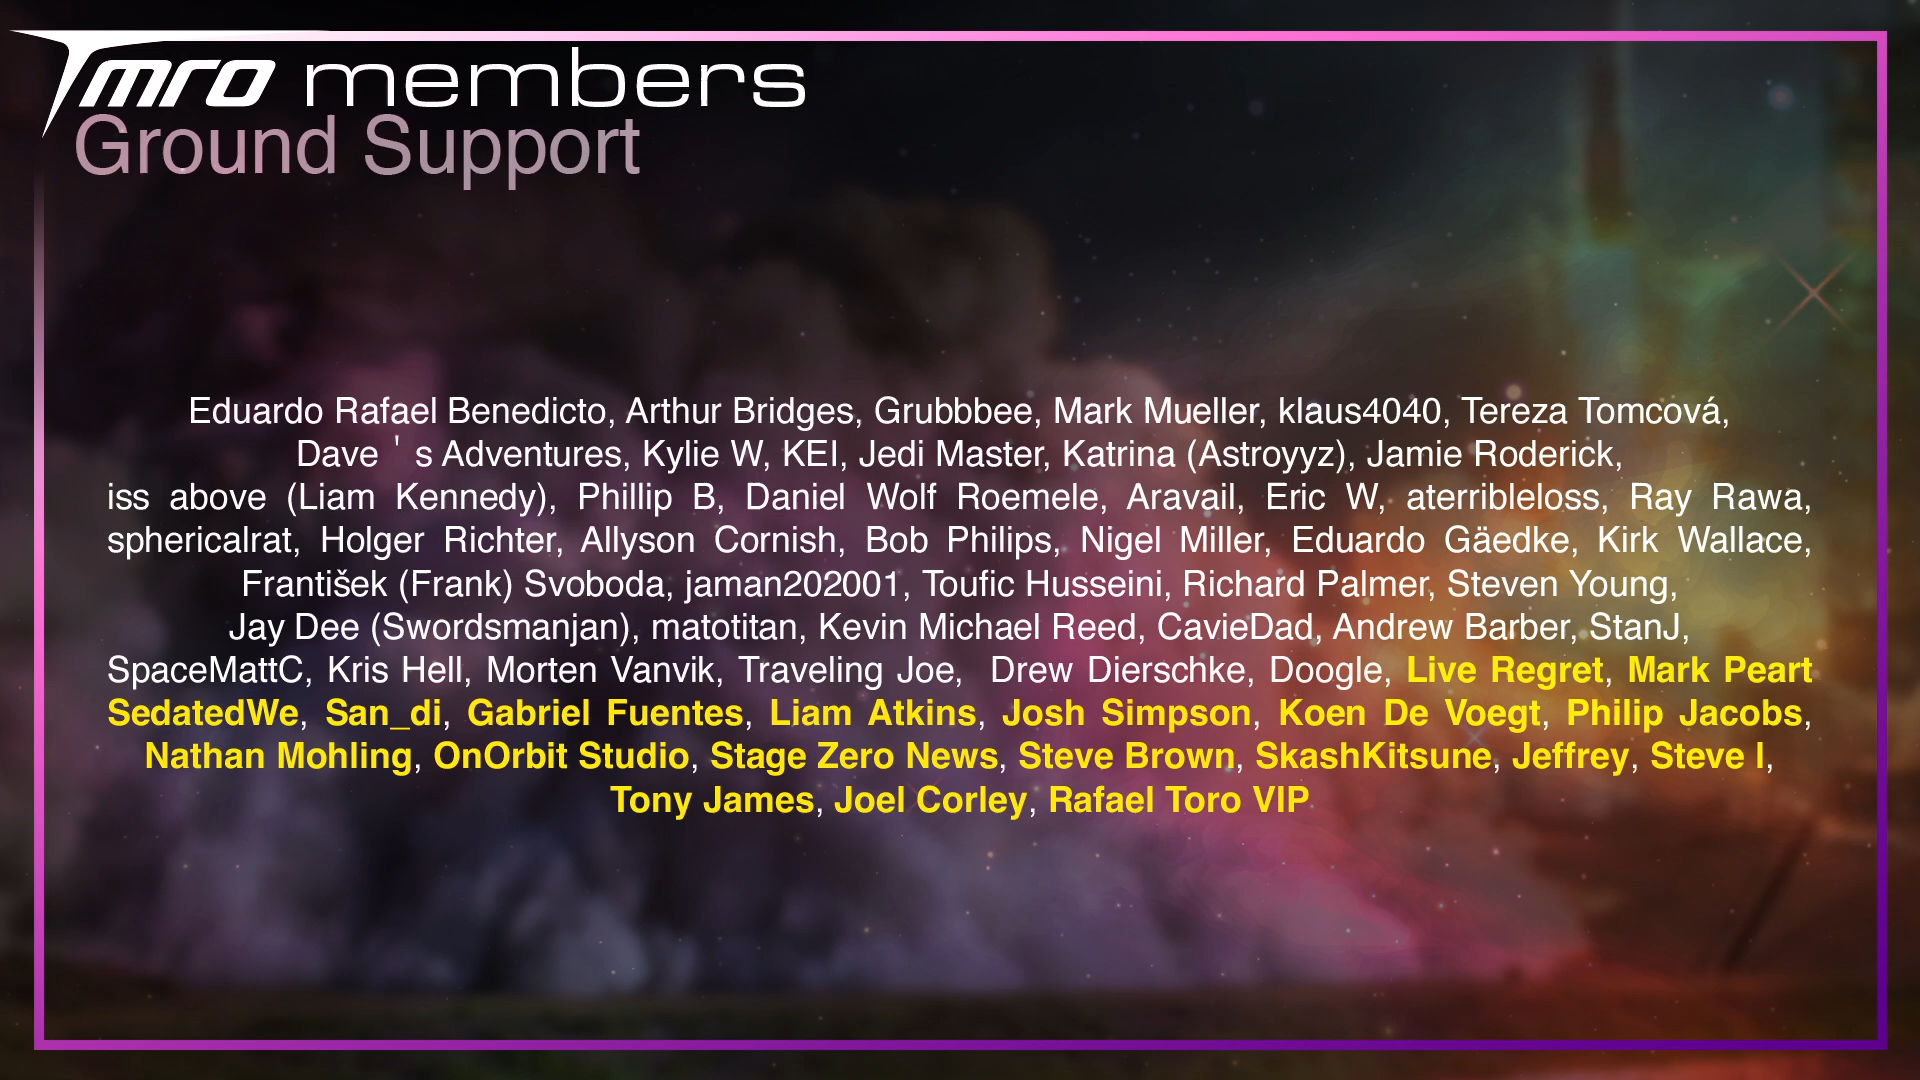 Tmro members
Ground Support
Eduardo Rafael Benedicto, Arthur Bridges, Grubbbee, Mark Mueller, klaus4040, Tereza Tomcová,
Dave ' s Adventures, Kylie W, KEI, Jedi Master, Katrina (Astroyyz), Jamie Roderick,
iss above (Liam Kennedy), Phillip B, Daniel Wolf Roemele, Aravail, Eric W, aterribleloss, Ray Rawa,
sphericalrat, Holger Richter, Allyson Cornish, Bob Philips, Nigel Miller, Eduardo Gäedke, Kirk Wallace,
František (Frank) Svoboda, jaman202001, Toufic Husseini, Richard Palmer, Steven Young,
Jay Dee (Swordsmanjan), matotitan, Kevin Michael Reed, CavieDad, Andrew Barber, StanJ,
SpaceMattC, Kris Hell, Morten Vanvik, Traveling Joe, Drew Dierschke, Doogle, Live Regret, Mark Peart
SedatedWe, San_di, Gabriel Fuentes, Liam Atkins, Josh Simpson, Koen De Voegt, Philip Jacobs,
Nathan Mohling, OnOrbit Studio, Stage Zero News, Steve Brown, SkashKitsune, Jeffrey, Steve I,
Tony James, Joel Corley, Rafael Toro VIP